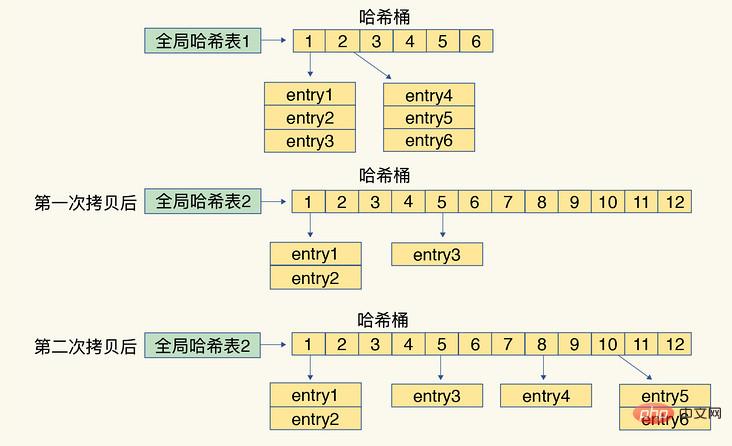 哈希桶
全局哈希表1 1 2 3 4 5 6
entry1 entry4
entry2 entry5
entry3 entry6
哈希桶
第一次拷贝后 全局哈希表2 1 2 3 4 5 6 7 8 9 10 11 12
entry1 entry3
entry2
哈希桶
第二次拷贝后 全局哈希表2 1 2 3 4 5 6 7 8 9 10 11 12
entry1 entry3 entry4 entry5
entry2 entry6
php 中文网